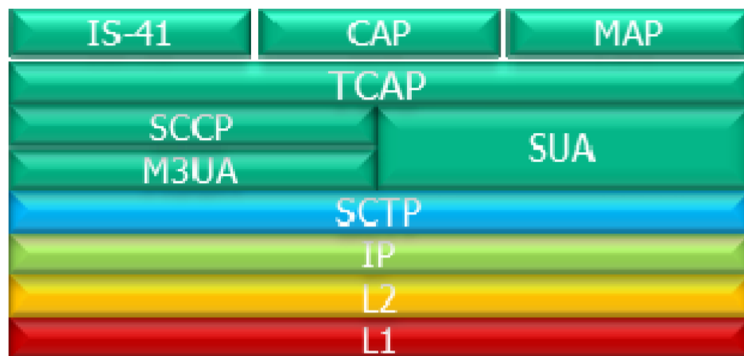 IS-41 CAP MAP
TCAP
SCCP
SUA
M3UA
SCTP
IP
L2
L1